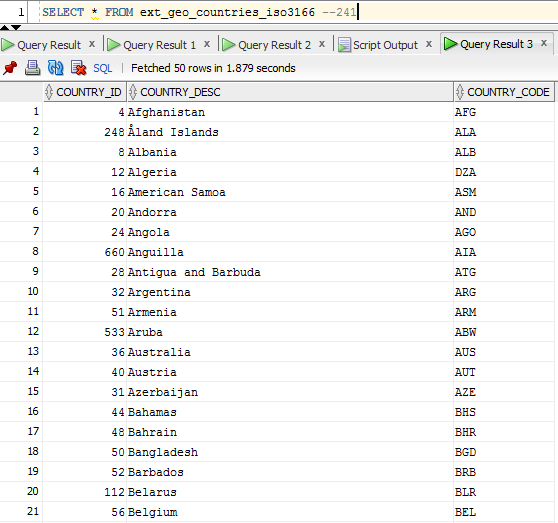 1 SELECT * FROM ext_geo_countries_iso3166 --241
Query Result x Query Result 1 x Query Result 2 x Script Output x Query Result 3 x
SQL | Fetched 50 rows in 1.879 seconds
COUNTRY_ID COUNTRY_DESC COUNTRY_CODE
1 4 Afghanistan AFG
2 248 Åland Islands ALA
3 8 Albania ALB
4 12 Algeria DZA
5 16 American Samoa ASM
6 20 Andorra AND
7 24 Angola AGO
8 660 Anguilla AIA
9 28 Antigua and Barbuda ATG
10 32 Argentina ARG
11 51 Armenia ARM
12 533 Aruba ABW
13 36 Australia AUS
14 40 Austria AUT
15 31 Azerbaijan AZE
16 44 Bahamas BHS
17 48 Bahrain BHR
18 50 Bangladesh BGD
19 52 Barbados BRB
20 112 Belarus BLR
21 56 Belgium BEL